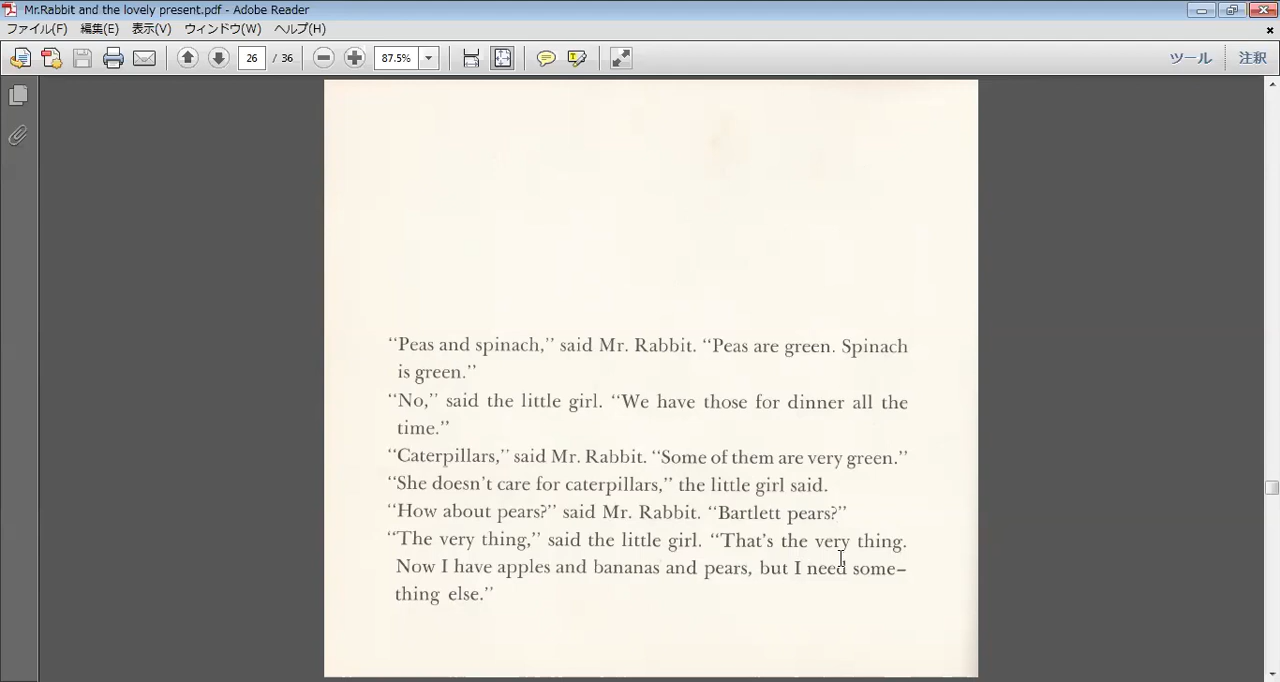 Mr.Rabbit and the lovely present.pdf - Adobe Reader
ファイル(F) 編集(E) 表示(V) ウィンドウ(W) ヘルプ(H)
26 / 36 87.5% ツール 注釈
“Peas and spinach,” said Mr. Rabbit. “Peas are green. Spinach
is green.”
“No,” said the little girl. “We have those for dinner all the
time.”
“Caterpillars,” said Mr. Rabbit. “Some of them are very green.”
“She doesn’t care for caterpillars,” the little girl said.
“How about pears?” said Mr. Rabbit. “Bartlett pears?”
“The very thing,” said the little girl. “That’s the very thing.
Now I have apples and bananas and pears, but I need some–
thing else.”